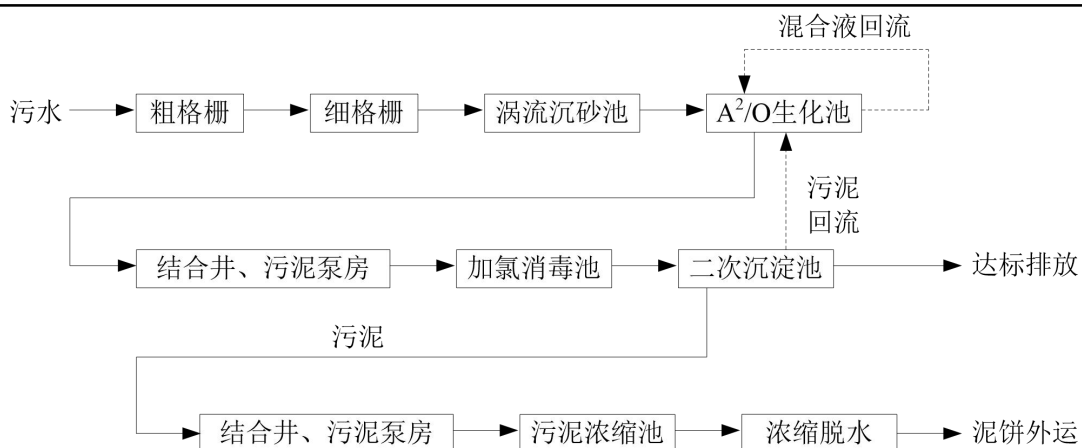 混合液回流
污水
粗格栅
细格栅
涡流沉砂池
A²/O生化池
污泥
回流
结合井、污泥泵房
加氯消毒池
二次沉淀池
达标排放
污泥
结合井、污泥泵房
污泥浓缩池
浓缩脱水
泥饼外运